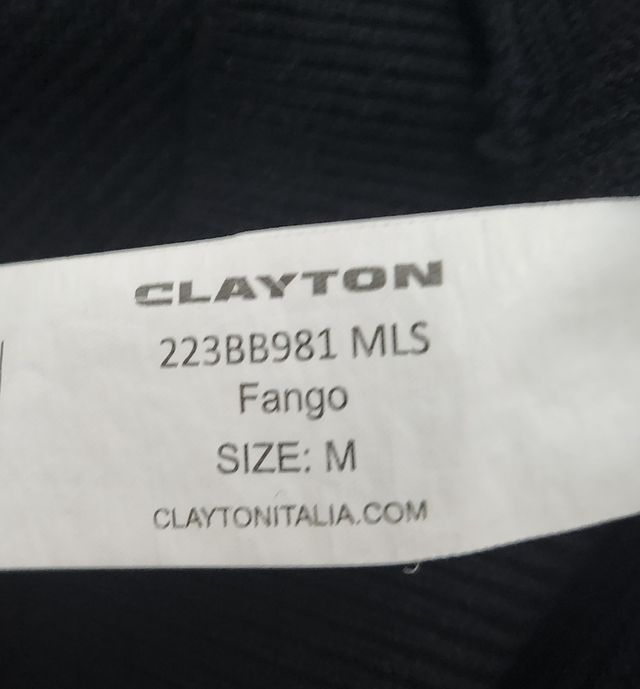 CLAYTON
223BB981 MLS
Fango
SIZE: M
CLAYTONITALIA.COM